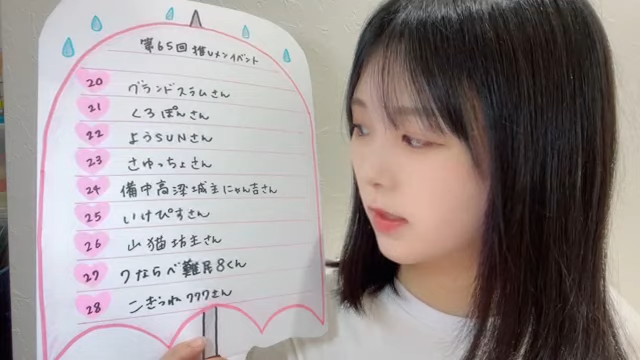 第65回推しメンイベント
20 グランドスラムさん
21 くろぽんさん
22 ようSUNさん
23 さゆっちょさん
24 備中高梁城主にゃん吉さん
25 いけぴすさん
26 山猫坊主さん
27 7ならべ難民8くん
28 こぎつね777さん